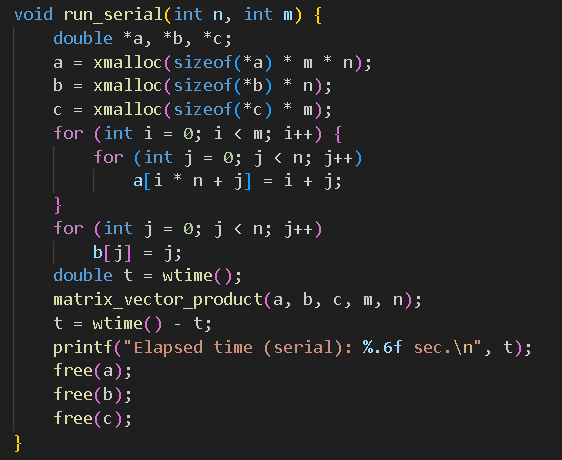 void run_serial(int n, int m) {
    double *a, *b, *c;
    a = xmalloc(sizeof(*a) * m * n);
    b = xmalloc(sizeof(*b) * n);
    c = xmalloc(sizeof(*c) * m);
    for (int i = 0; i < m; i++) {
        for (int j = 0; j < n; j++)
            a[i * n + j] = i + j;
    }
    for (int j = 0; j < n; j++)
        b[j] = j;
    double t = wtime();
    matrix_vector_product(a, b, c, m, n);
    t = wtime() - t;
    printf("Elapsed time (serial): %.6f sec.\n", t);
    free(a);
    free(b);
    free(c);
}